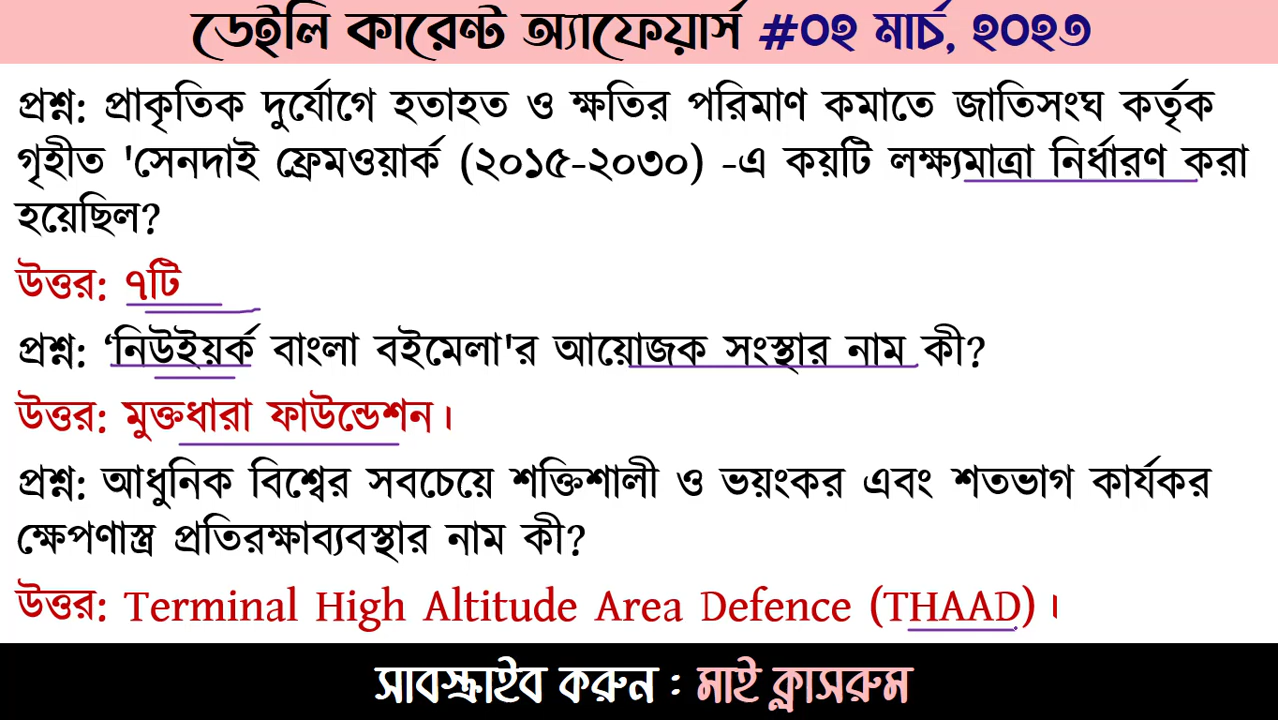 ডেইলি কারেন্ট অ্যাফেয়ার্স #০২ মার্চ, ২০২৩
প্রশ্ন: প্রাকৃতিক দুর্যোগে হতাহত ও ক্ষতির পরিমাণ কমাতে জাতিসংঘ কর্তৃক
গৃহীত 'সেনদাই ফ্রেমওয়ার্ক (২০১৫-২০৩০) -এ কয়টি লক্ষ্যমাত্রা নির্ধারণ করা
হয়েছিল?
উত্তর: ৭টি
প্রশ্ন: ‘নিউইয়র্ক বাংলা বইমেলা'র আয়োজক সংস্থার নাম কী?
উত্তর: মুক্তধারা ফাউন্ডেশন।
প্রশ্ন: আধুনিক বিশ্বের সবচেয়ে শক্তিশালী ও ভয়ংকর এবং শতভাগ কার্যকর
ক্ষেপণাস্ত্র প্রতিরক্ষাব্যবস্থার নাম কী?
উত্তর: Terminal High Altitude Area Defence (THAAD)।
সাবস্ক্রাইব করুন : মাই ক্লাসরুম